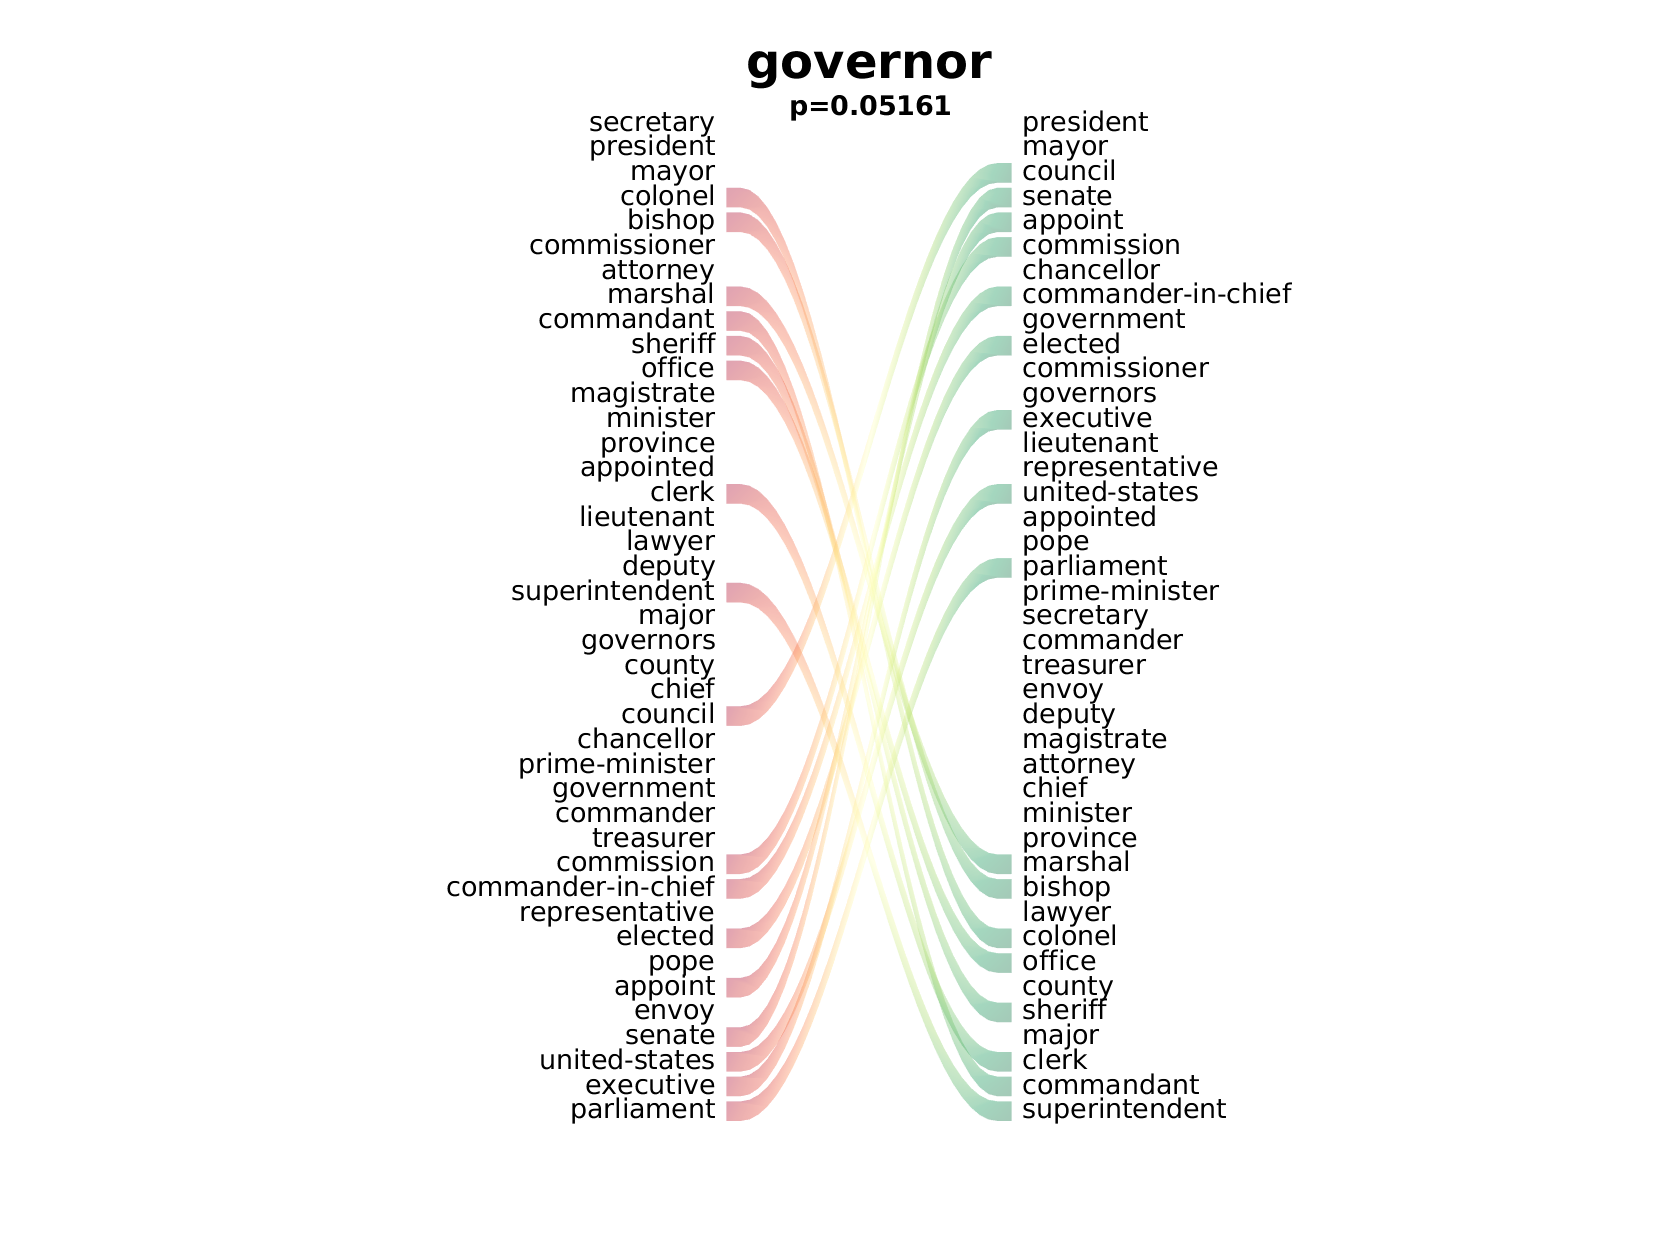 governor
p=0.05161
secretary president
president mayor
mayor council
colonel senate
bishop appoint
commissioner commission
attorney chancellor
marshal commander-in-chief
commandant government
sheriff elected
office commissioner
magistrate governors
minister executive
province lieutenant
appointed representative
clerk united-states
lieutenant appointed
lawyer pope
deputy parliament
superintendent prime-minister
major secretary
governors commander
county treasurer
chief envoy
council deputy
chancellor magistrate
prime-minister attorney
government chief
commander minister
treasurer province
commission marshal
commander-in-chief bishop
representative lawyer
elected colonel
pope office
appoint county
envoy sheriff
senate major
united-states clerk
executive commandant
parliament superintendent